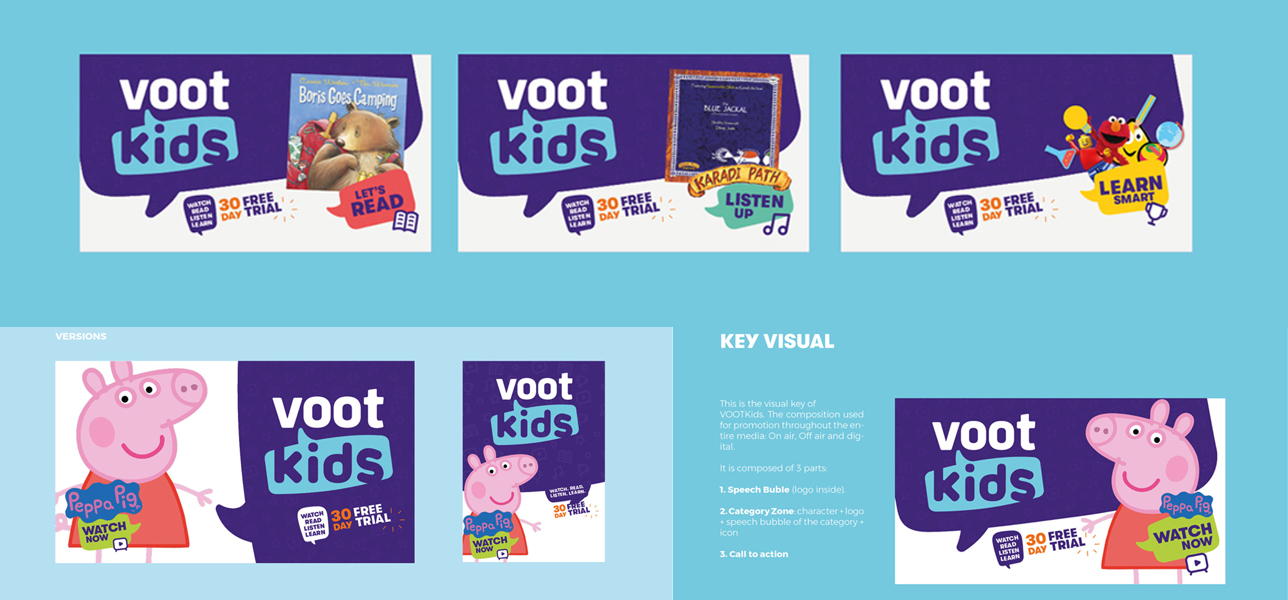 voot
kids
Boris Goes Camping
WATCH
READ
LISTEN
LEARN
30 FREE
DAY TRIAL
LET'S
READ
voot
kids
The
BLUE JACKAL
KARADI PATH
WATCH
READ
LISTEN
LEARN
30 FREE
DAY TRIAL
LISTEN
UP
voot
kids
WATCH
READ
LISTEN
LEARN
30 FREE
DAY TRIAL
LEARN
SMART
VERSIONS
Peppa Pig
WATCH
NOW
voot
kids
WATCH
READ
LISTEN
LEARN
30 FREE
DAY TRIAL
voot
kids
Peppa Pig
WATCH
NOW
WATCH. READ.
LISTEN. LEARN.
30 FREE
DAY TRIAL
KEY VISUAL
This is the visual key of
VOOTKids. The composition used
for promotion throughout the en-
tire media: On air, Off air and dig-
ital.
It is composed of 3 parts:
1. Speech Buble (logo inside).
2. Category Zone: character + logo
+ speech bubble of the category +
icon
3. Call to action
voot
kids
WATCH
READ
LISTEN
LEARN
30 FREE
DAY TRIAL
Peppa Pig
WATCH
NOW